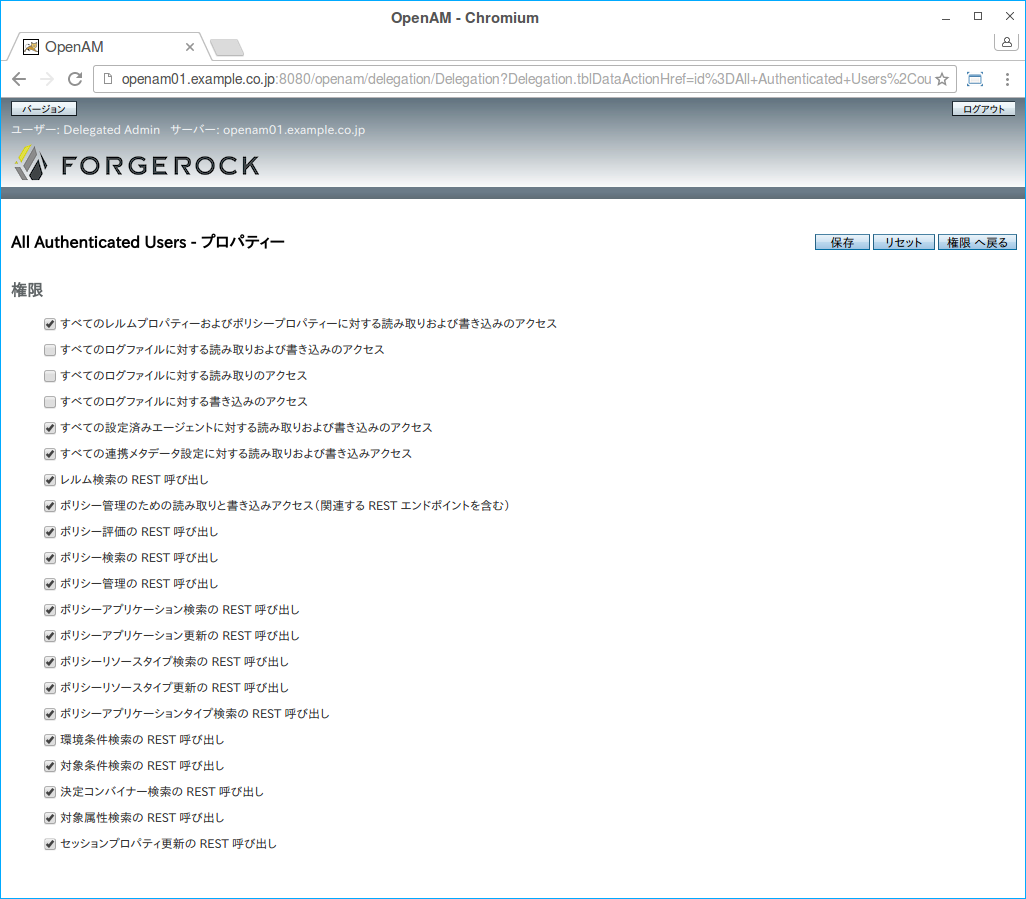 OpenAM - Chromium
OpenAM
openam01.example.co.jp:8080/openam/delegation/Delegation?Delegation.tblDataActionHref=id%3DAll+Authenticated+Users%2Cou
バージョン
ログアウト
ユーザー: Delegated Admin サーバー: openam01.example.co.jp
FORGEROCK
All Authenticated Users - プロパティー
保存 リセット 権限 へ戻る
権限
すべてのレルムプロパティーおよびポリシープロパティーに対する読み取りおよび書き込みのアクセス
すべてのログファイルに対する読み取りおよび書き込みのアクセス
すべてのログファイルに対する読み取りのアクセス
すべてのログファイルに対する書き込みのアクセス
すべての設定済みエージェントに対する読み取りおよび書き込みのアクセス
すべての連携メタデータ設定に対する読み取りおよび書き込みアクセス
レルム検索の REST 呼び出し
ポリシー管理のための読み取りと書き込みアクセス（関連する REST エンドポイントを含む）
ポリシー評価の REST 呼び出し
ポリシー検索の REST 呼び出し
ポリシー管理の REST 呼び出し
ポリシーアプリケーション検索の REST 呼び出し
ポリシーアプリケーション更新の REST 呼び出し
ポリシーリソースタイプ検索の REST 呼び出し
ポリシーリソースタイプ更新の REST 呼び出し
ポリシーアプリケーションタイプ検索の REST 呼び出し
環境条件検索の REST 呼び出し
対象条件検索の REST 呼び出し
決定コンバイナー検索の REST 呼び出し
対象属性検索の REST 呼び出し
セッションプロパティ更新の REST 呼び出し